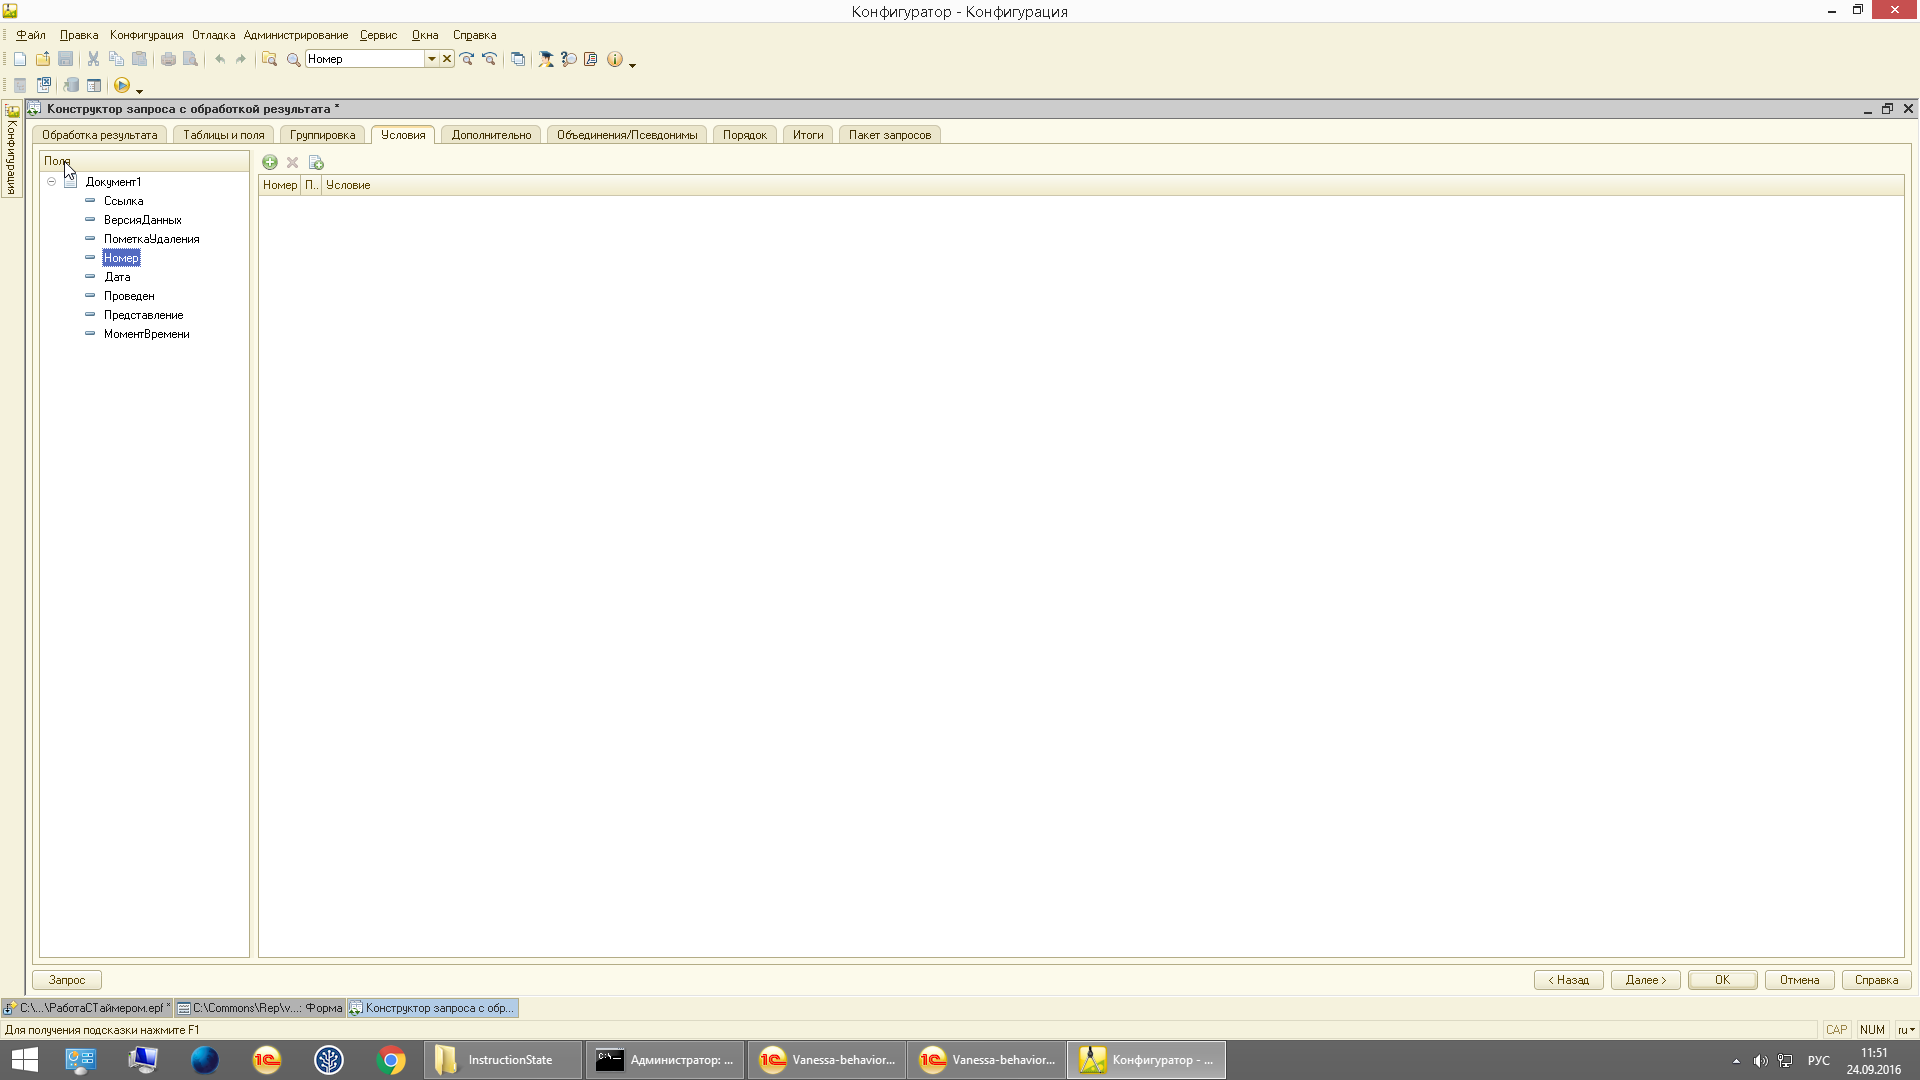 Конфигуратор - Конфигурация
Файл Правка Конфигурация Отладка Администрирование Сервис Окна Справка
Номер
Конструктор запроса с обработкой результата *
Конфигурация
Обработка результата Таблицы и поля Группировка Условия Дополнительно Объединения/Псевдонимы Порядок Итоги Пакет запросов
Поля
Номер П.. Условие
Документ1
Ссылка
ВерсияДанных
ПометкаУдаления
Номер
Дата
Проведен
Представление
МоментВремени
Запрос < Назад Далее > ОК Отмена Справка
C:\...\РаботаСТаймером.epf * C:\Commons\Rep\v...: Форма Конструктор запроса с обр...
Для получения подсказки нажмите F1 CAP NUM ru
InstructionState Администратор: ... Vanessa-behavior... Vanessa-behavior... Конфигуратор - ... РУС 11:51
24.09.2016